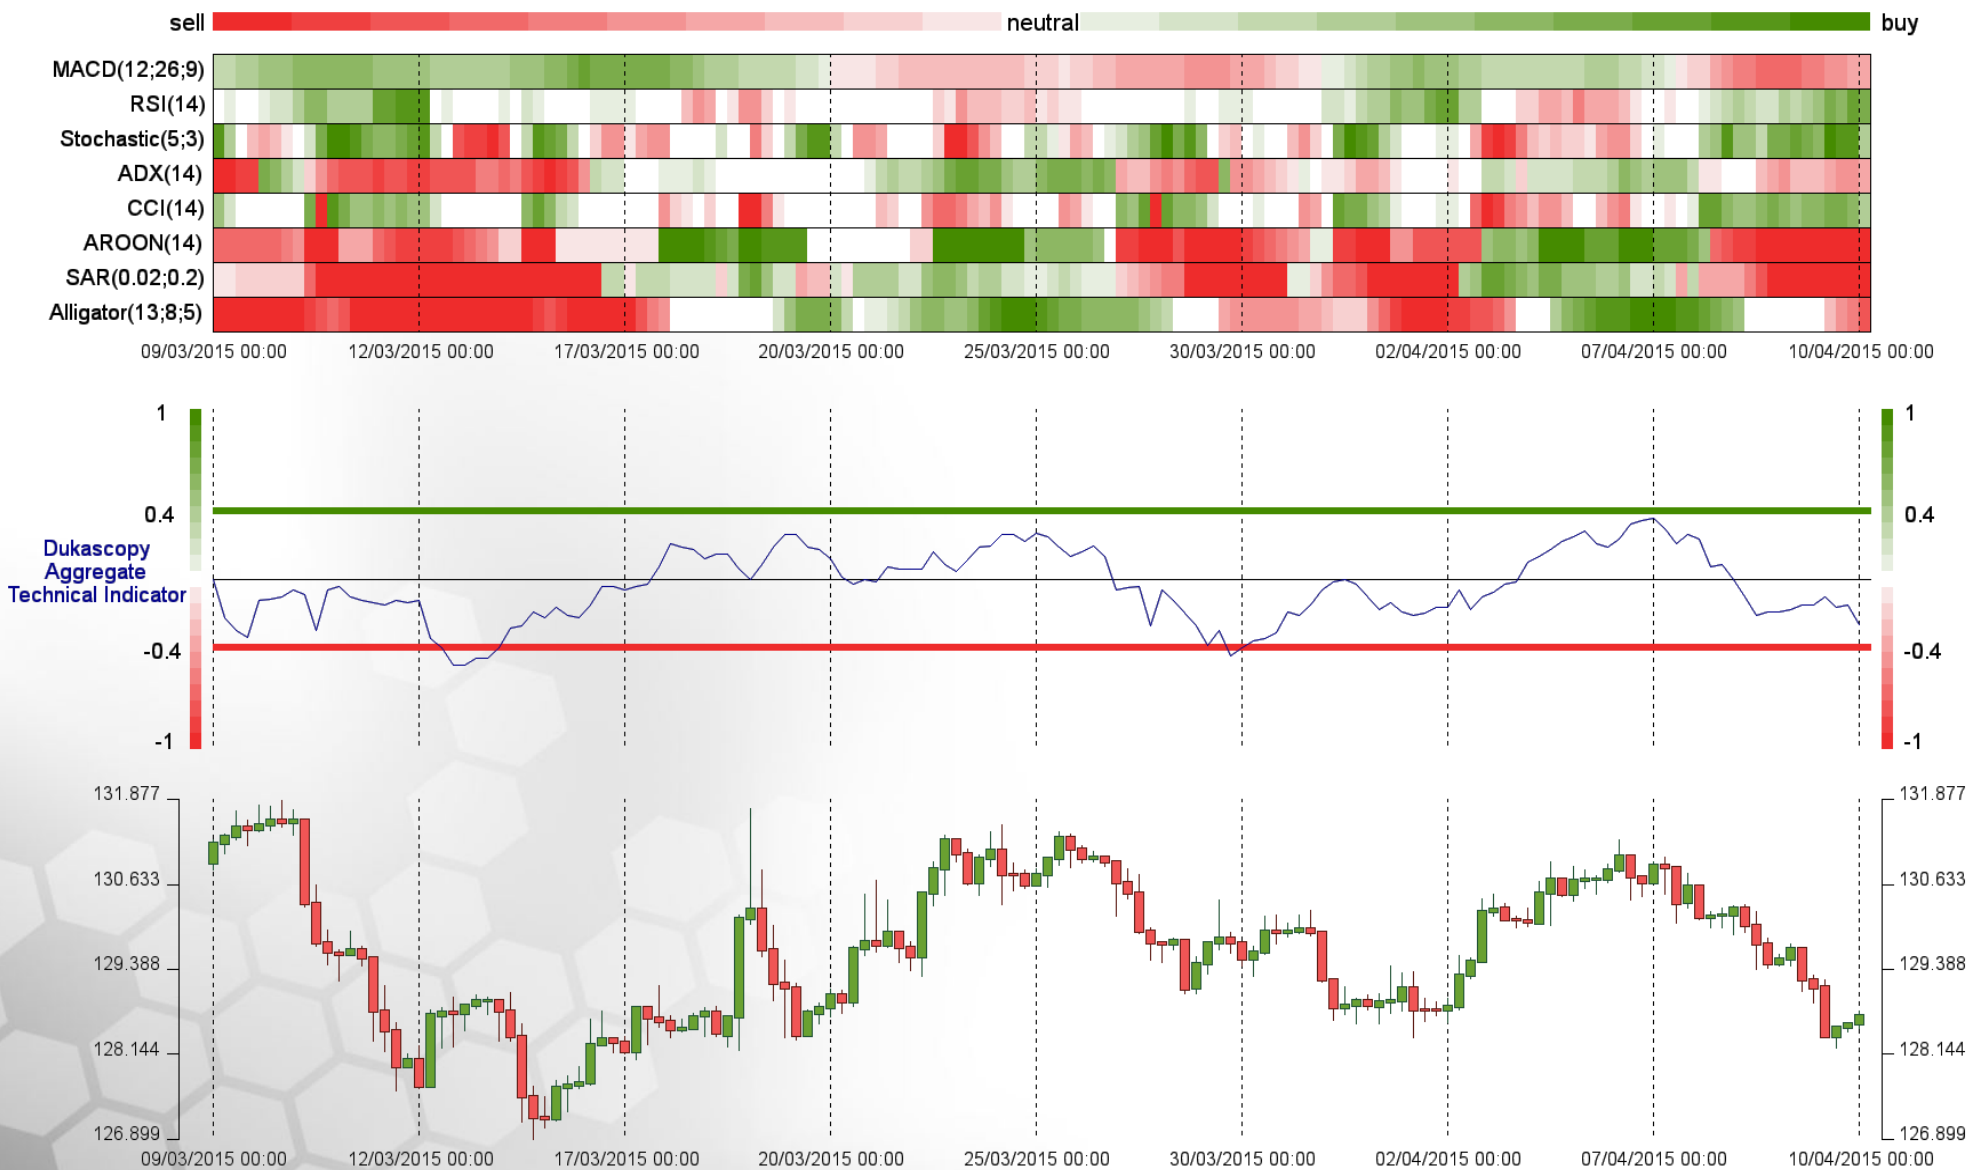 sell neutral buy
MACD(12;26;9)
RSI(14)
Stochastic(5;3)
ADX(14)
CCI(14)
AROON(14)
SAR(0.02;0.2)
Alligator(13;8;5)
09/03/2015 00:00 12/03/2015 00:00 17/03/2015 00:00 20/03/2015 00:00 25/03/2015 00:00 30/03/2015 00:00 02/04/2015 00:00 07/04/2015 00:00 10/04/2015 00:00
1 1
0.4 0.4
Dukascopy
Aggregate
Technical Indicator
-0.4 -0.4
-1 -1
131.877 131.877
130.633 130.633
129.388 129.388
128.144 128.144
126.899 126.899
09/03/2015 00:00 12/03/2015 00:00 17/03/2015 00:00 20/03/2015 00:00 25/03/2015 00:00 30/03/2015 00:00 02/04/2015 00:00 07/04/2015 00:00 10/04/2015 00:00